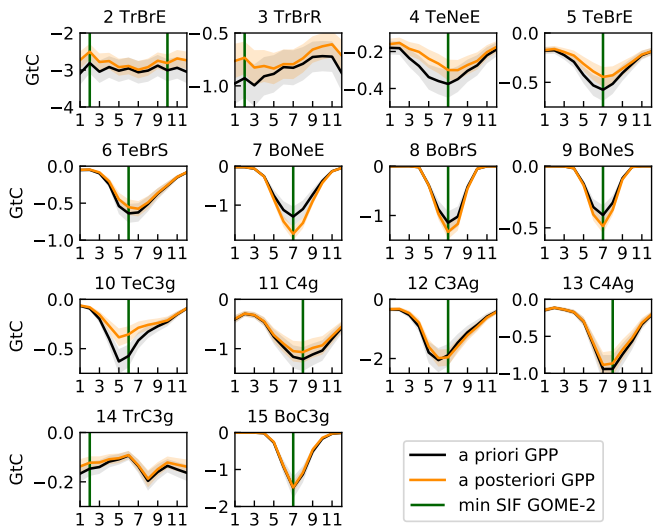 2 TrBrE 3 TrBrR 4 TeNeE 5 TeBrE
GtC
−2 −3 −4
−0.5 −1.0
−0.2 −0.4
0.0 −0.5
1 3 5 7 9 11 1 3 5 7 9 11 1 3 5 7 9 11 1 3 5 7 9 11
6 TeBrS 7 BoNeE 8 BoBrS 9 BoNeS
GtC
0.0 −0.5 −1.0
0 −1
0 −1
0.0 −0.5
1 3 5 7 9 11 1 3 5 7 9 11 1 3 5 7 9 11 1 3 5 7 9 11
10 TeC3g 11 C4g 12 C3Ag 13 C4Ag
GtC
0.0 −0.5
0 −1
0 −2
0.0 −0.5 −1.0
1 3 5 7 9 11 1 3 5 7 9 11 1 3 5 7 9 11 1 3 5 7 9 11
14 TrC3g 15 BoC3g
GtC
0.0 −0.2
0 −1 −2
1 3 5 7 9 11 1 3 5 7 9 11
a priori GPP
a posteriori GPP
min SIF GOME-2